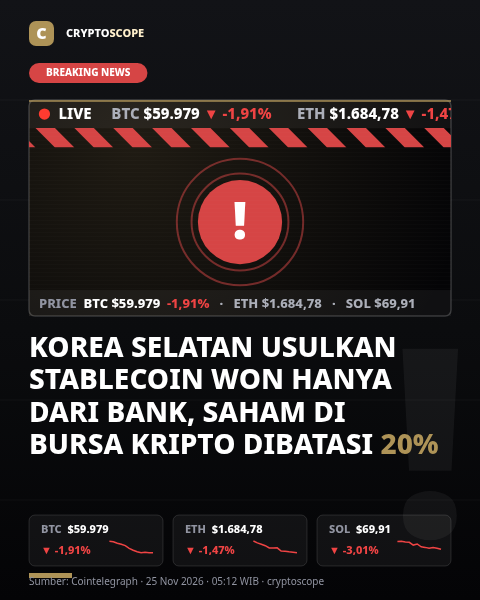 C CRYPTOSCOPE
BREAKING NEWS
LIVE BTC $59.979 ▼ -1,91% ETH $1.684,78 ▼ -1,47
!
PRICE BTC $59.979 -1,91% · ETH $1.684,78 · SOL $69,91
KOREA SELATAN USULKAN
STABLECOIN WON HANYA
DARI BANK, SAHAM DI
BURSA KRIPTO DIBATASI 20%
BTC $59.979 ETH $1.684,78 SOL $69,91
▼ -1,91% ▼ -1,47% ▼ -3,01%
Sumber: Cointelegraph · 25 Nov 2026 · 05:12 WIB · cryptoscope